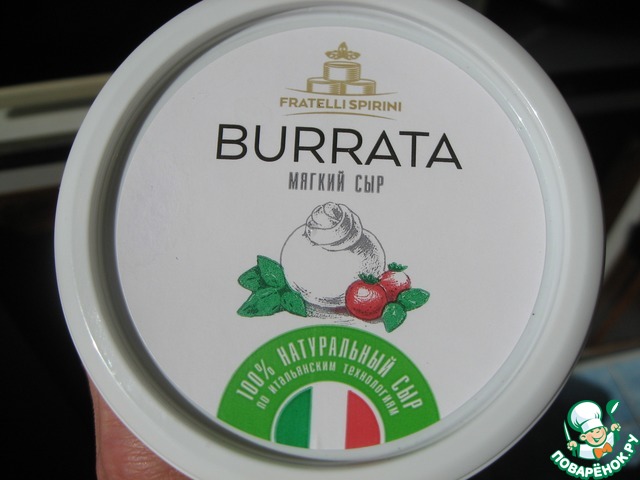 FRATELLI SPIRINI
BURRATA
МЯГКИЙ СЫР
100% НАТУРАЛЬНЫЙ СЫР
ПО ИТАЛЬЯНСКИМ ТЕХНОЛОГИЯМ
ПОВАРЁНОК.РУ